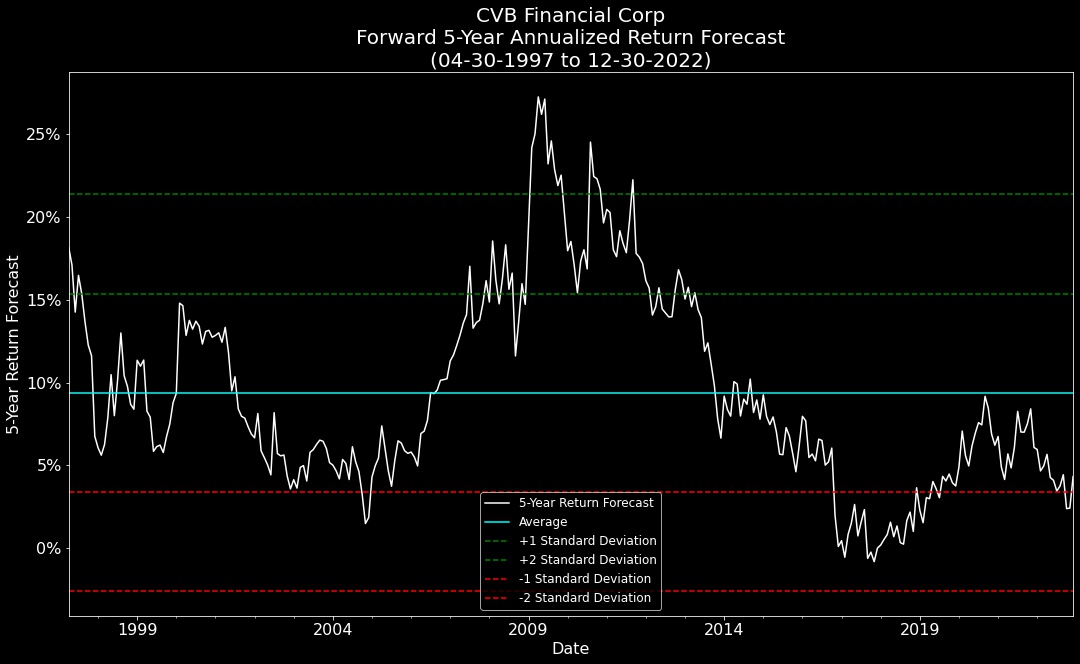 CVB Financial Corp
Forward 5-Year Annualized Return Forecast
(04-30-1997 to 12-30-2022)
5-Year Return Forecast
25%
20%
15%
10%
5%
0%
5-Year Return Forecast
Average
+1 Standard Deviation
+2 Standard Deviation
-1 Standard Deviation
-2 Standard Deviation
1999
2004
2009
2014
2019
Date